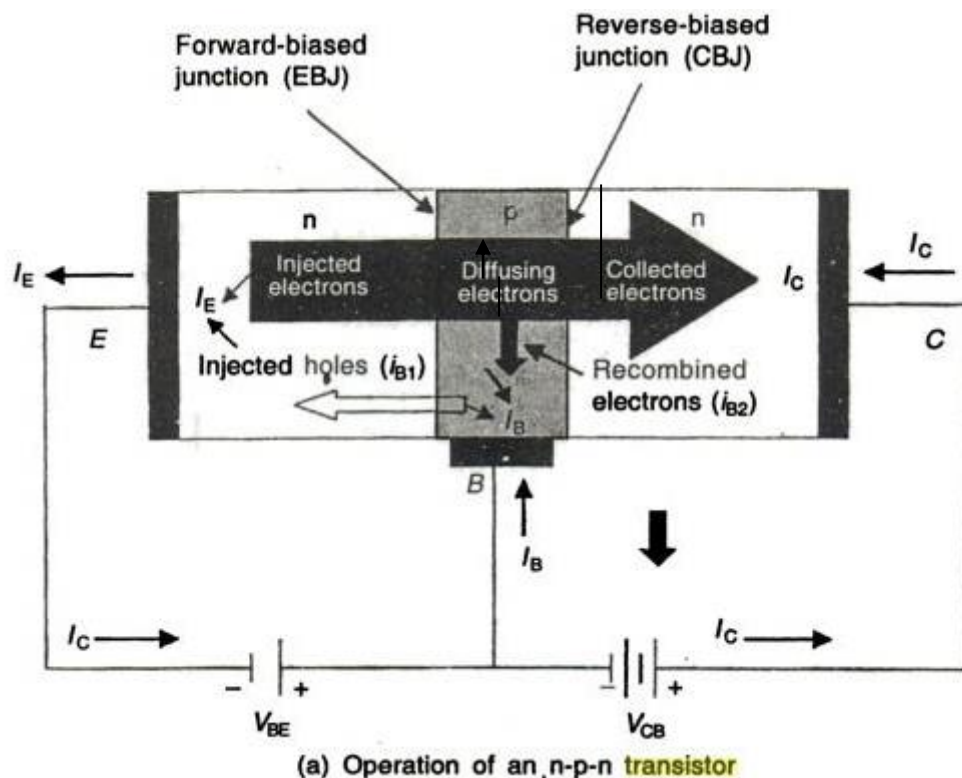 Forward-biased
junction (EBJ)
Reverse-biased
junction (CBJ)
n
p
n
I_E
Injected
electrons
Diffusing
electrons
Collected
electrons
I_C
I_C
I_E
E
C
Injected holes (i_B1)
Recombined
electrons (i_B2)
I_B
B
I_B
I_C
I_C
- +
- +
V_BE
V_CB
(a) Operation of an n-p-n transistor